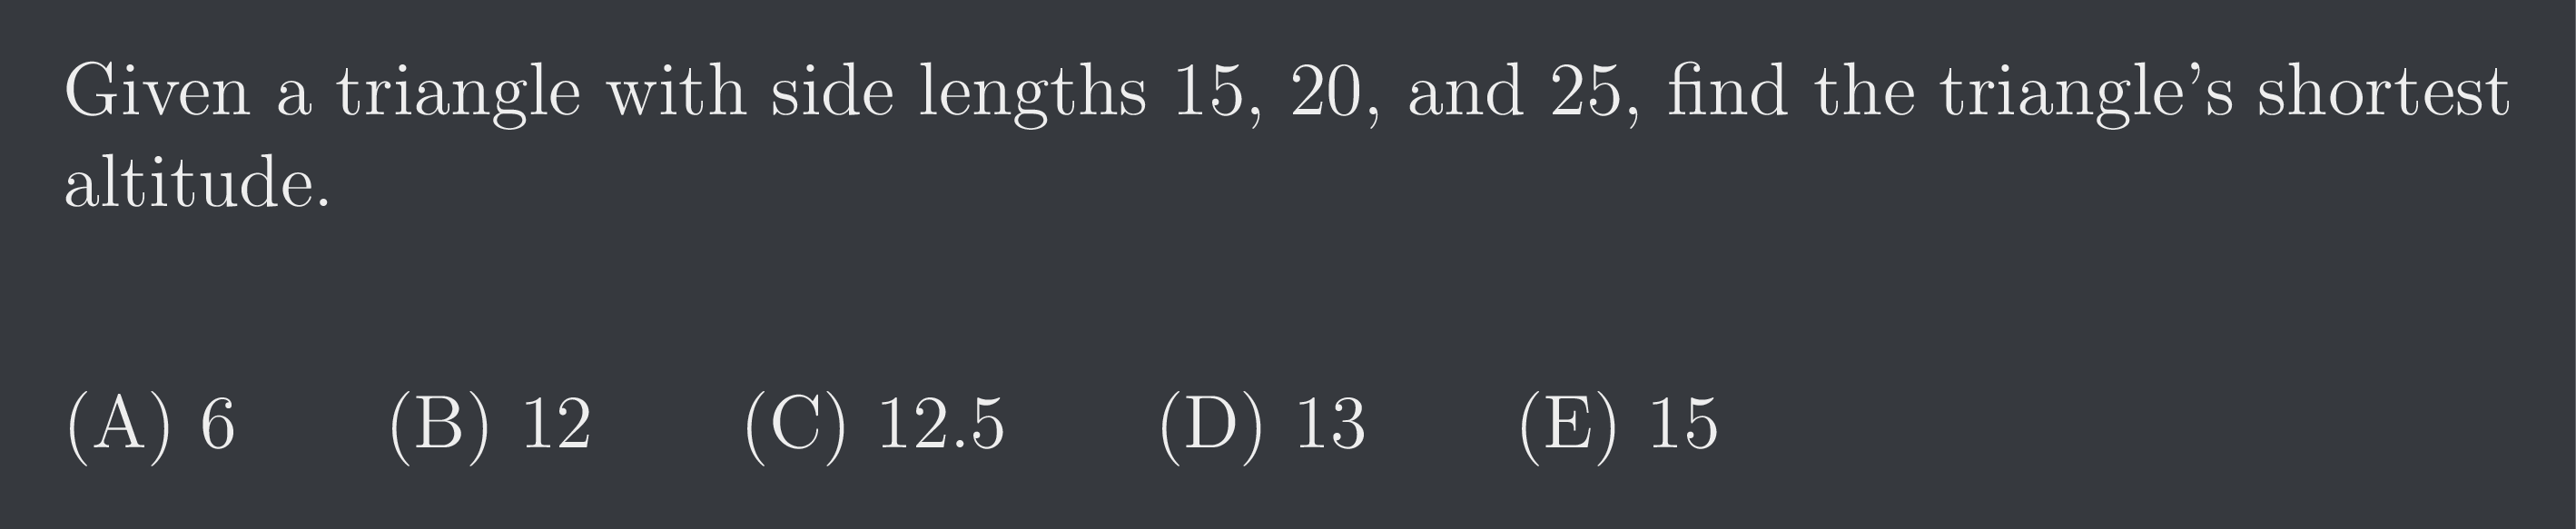 Given a triangle with side lengths 15, 20, and 25, find the triangle's shortest
altitude.
(A) 6 (B) 12 (C) 12.5 (D) 13 (E) 15